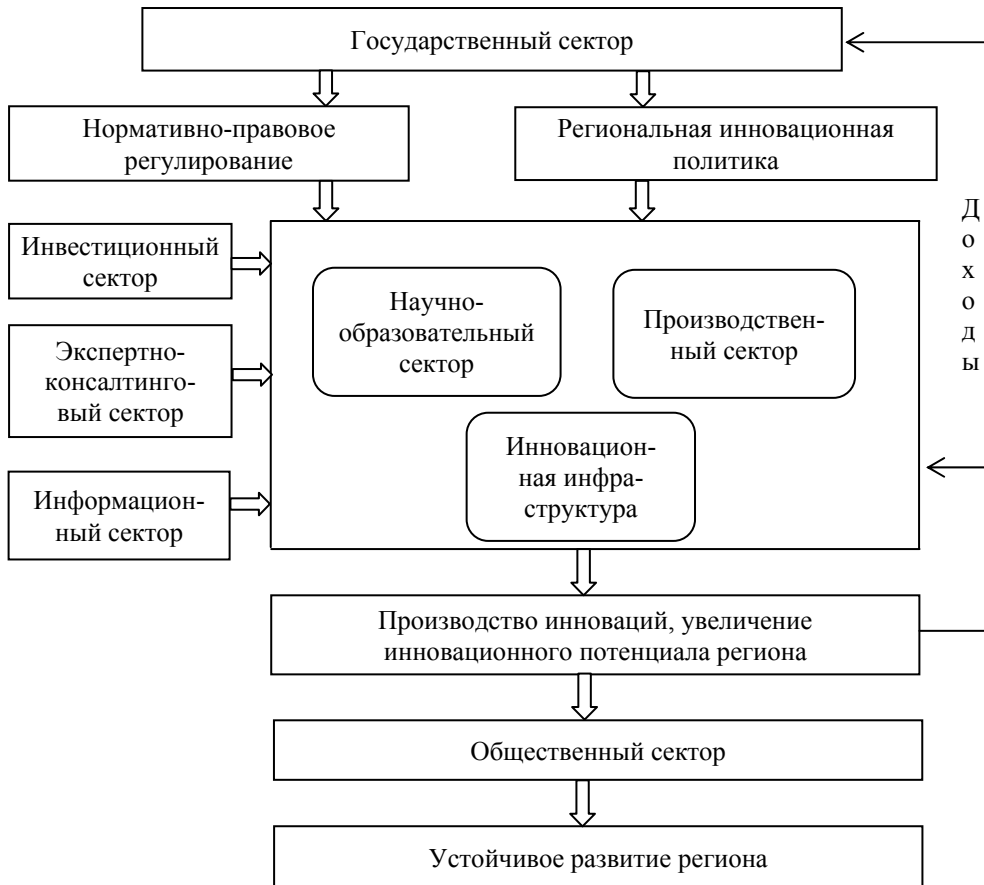 Государственный сектор
Нормативно-правовое
регулирование
Региональная инновационная
политика
Инвестиционный
сектор
Экспертно-
консалтинго-
вый сектор
Информацион-
ный сектор
Научно-
образовательный
сектор
Производствен-
ный сектор
Инновацион-
ная инфра-
структура
Д
о
х
о
д
ы
Производство инноваций, увеличение
инновационного потенциала региона
Общественный сектор
Устойчивое развитие региона